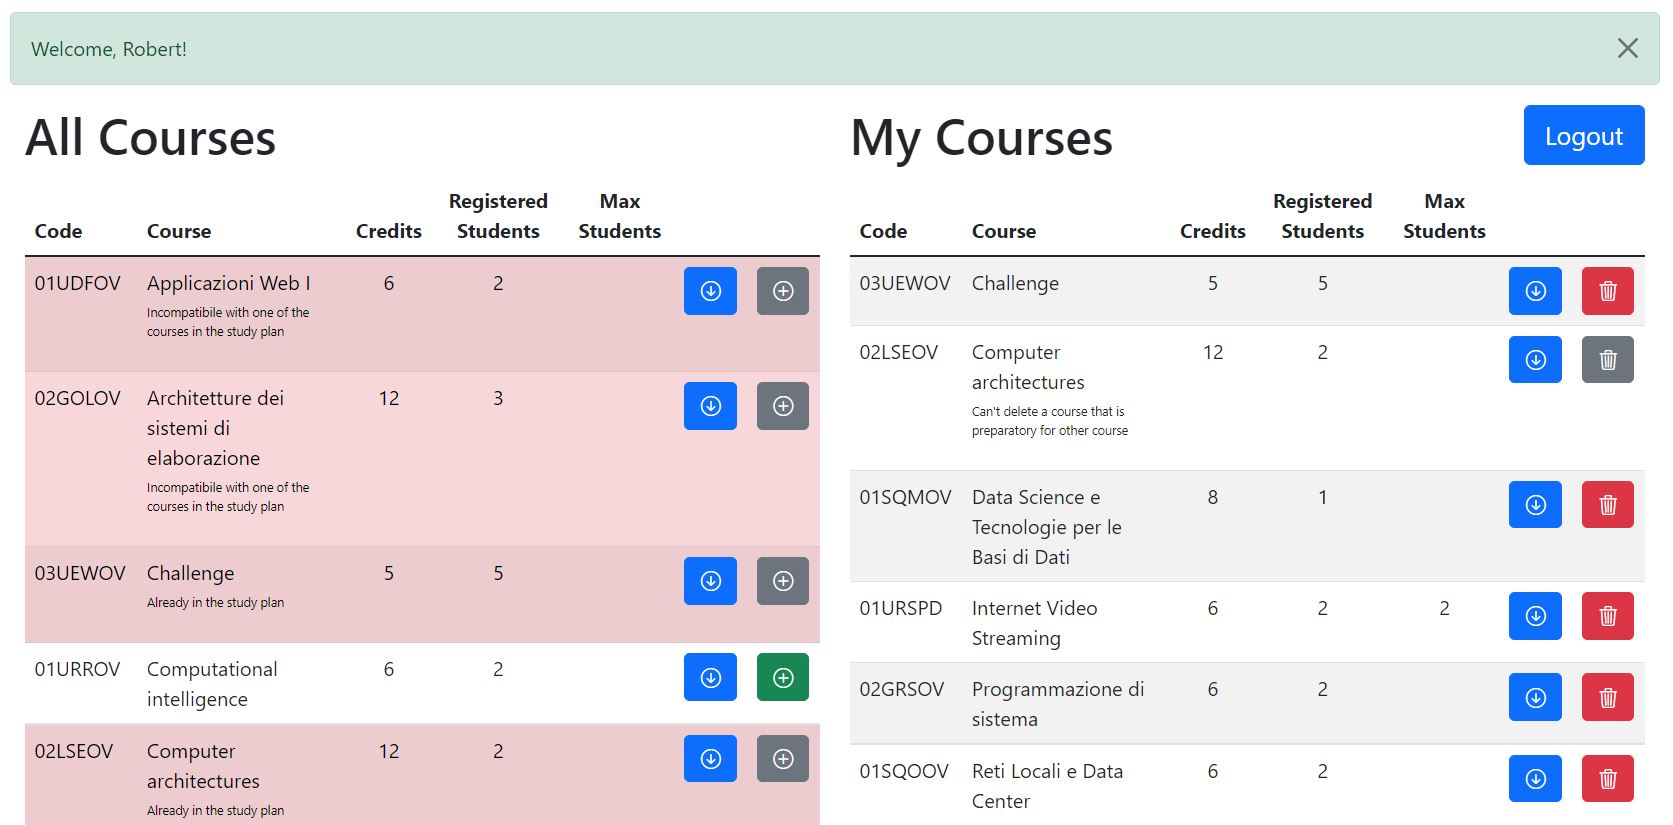 Welcome, Robert!
All Courses
Code Course Credits Registered Students Max Students
01UDFOV Applicazioni Web I 6 2
Incompatibile with one of the
courses in the study plan
02GOLOV Architetture dei 12 3
sistemi di
elaborazione
Incompatibile with one of the
courses in the study plan
03UEWOV Challenge 5 5
Already in the study plan
01URROV Computational 6 2
intelligence
02LSEOV Computer 12 2
architectures
Already in the study plan
My Courses
Logout
Code Course Credits Registered Students Max Students
03UEWOV Challenge 5 5
02LSEOV Computer 12 2
architectures
Can't delete a course that is
preparatory for other course
01SQMOV Data Science e 8 1
Tecnologie per le
Basi di Dati
01URSPD Internet Video 6 2 2
Streaming
02GRSOV Programmazione di 6 2
sistema
01SQOOV Reti Locali e Data 6 2
Center